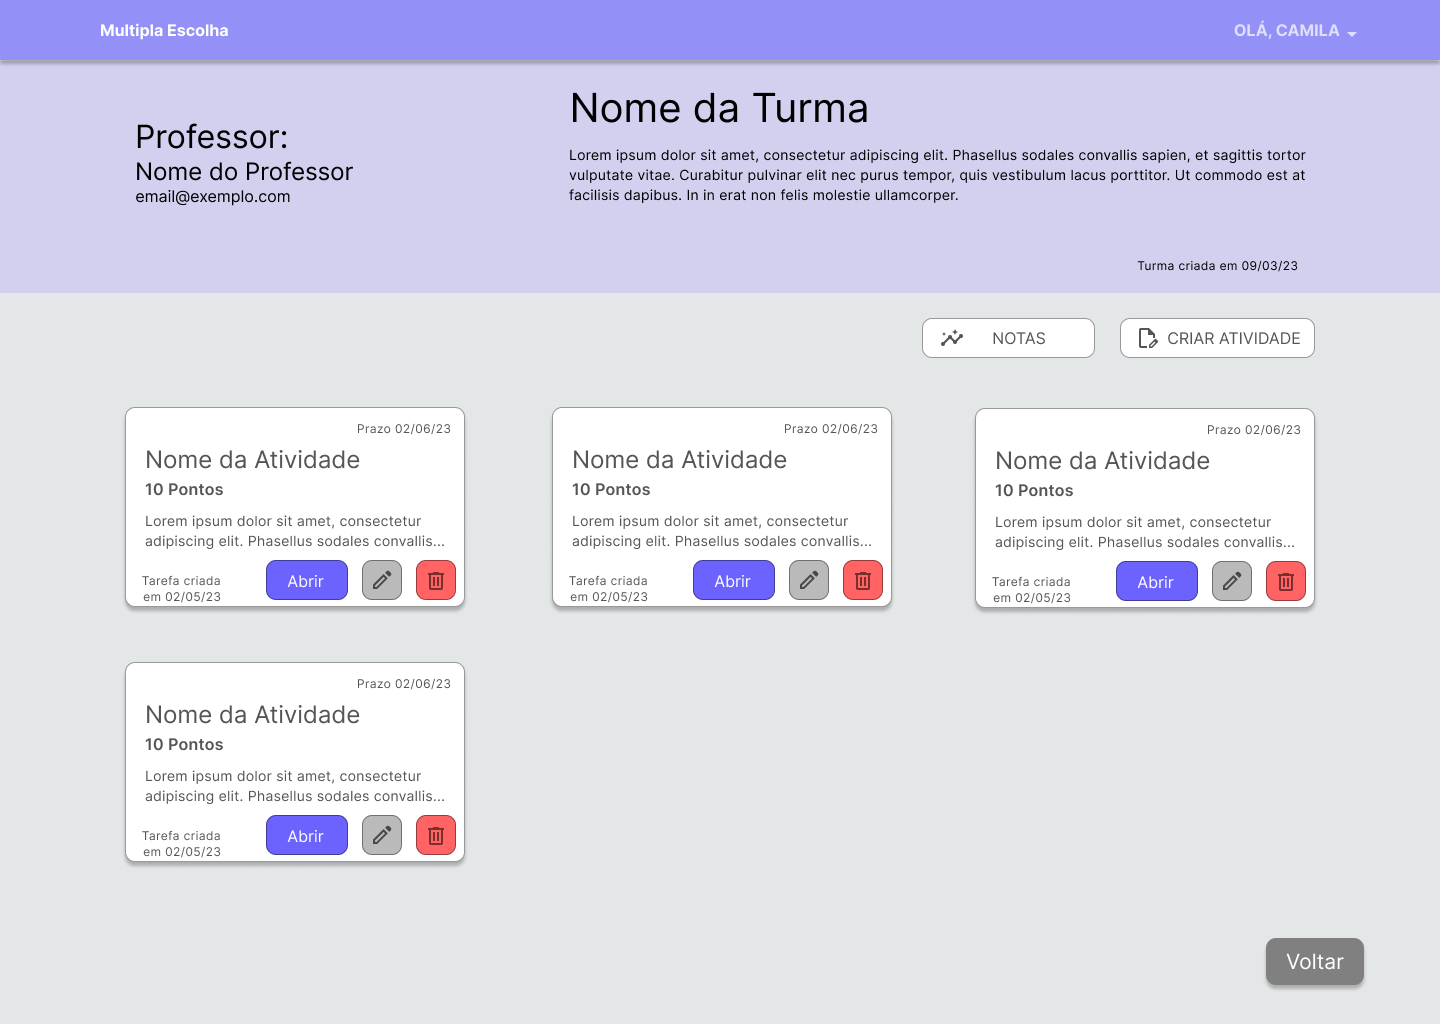 Multipla Escolha
OLÁ, CAMILA
Professor:
Nome do Professor
email@exemplo.com
Nome da Turma
Lorem ipsum dolor sit amet, consectetur adipiscing elit. Phasellus sodales convallis sapien, et sagittis tortor
vulputate vitae. Curabitur pulvinar elit nec purus tempor, quis vestibulum lacus porttitor. Ut commodo est at
facilisis dapibus. In in erat non felis molestie ullamcorper.
Turma criada em 09/03/23
NOTAS
CRIAR ATIVIDADE
Prazo 02/06/23
Nome da Atividade
10 Pontos
Lorem ipsum dolor sit amet, consectetur
adipiscing elit. Phasellus sodales convallis...
Tarefa criada
em 02/05/23
Abrir
Prazo 02/06/23
Nome da Atividade
10 Pontos
Lorem ipsum dolor sit amet, consectetur
adipiscing elit. Phasellus sodales convallis...
Tarefa criada
em 02/05/23
Abrir
Prazo 02/06/23
Nome da Atividade
10 Pontos
Lorem ipsum dolor sit amet, consectetur
adipiscing elit. Phasellus sodales convallis...
Tarefa criada
em 02/05/23
Abrir
Prazo 02/06/23
Nome da Atividade
10 Pontos
Lorem ipsum dolor sit amet, consectetur
adipiscing elit. Phasellus sodales convallis...
Tarefa criada
em 02/05/23
Abrir
Voltar